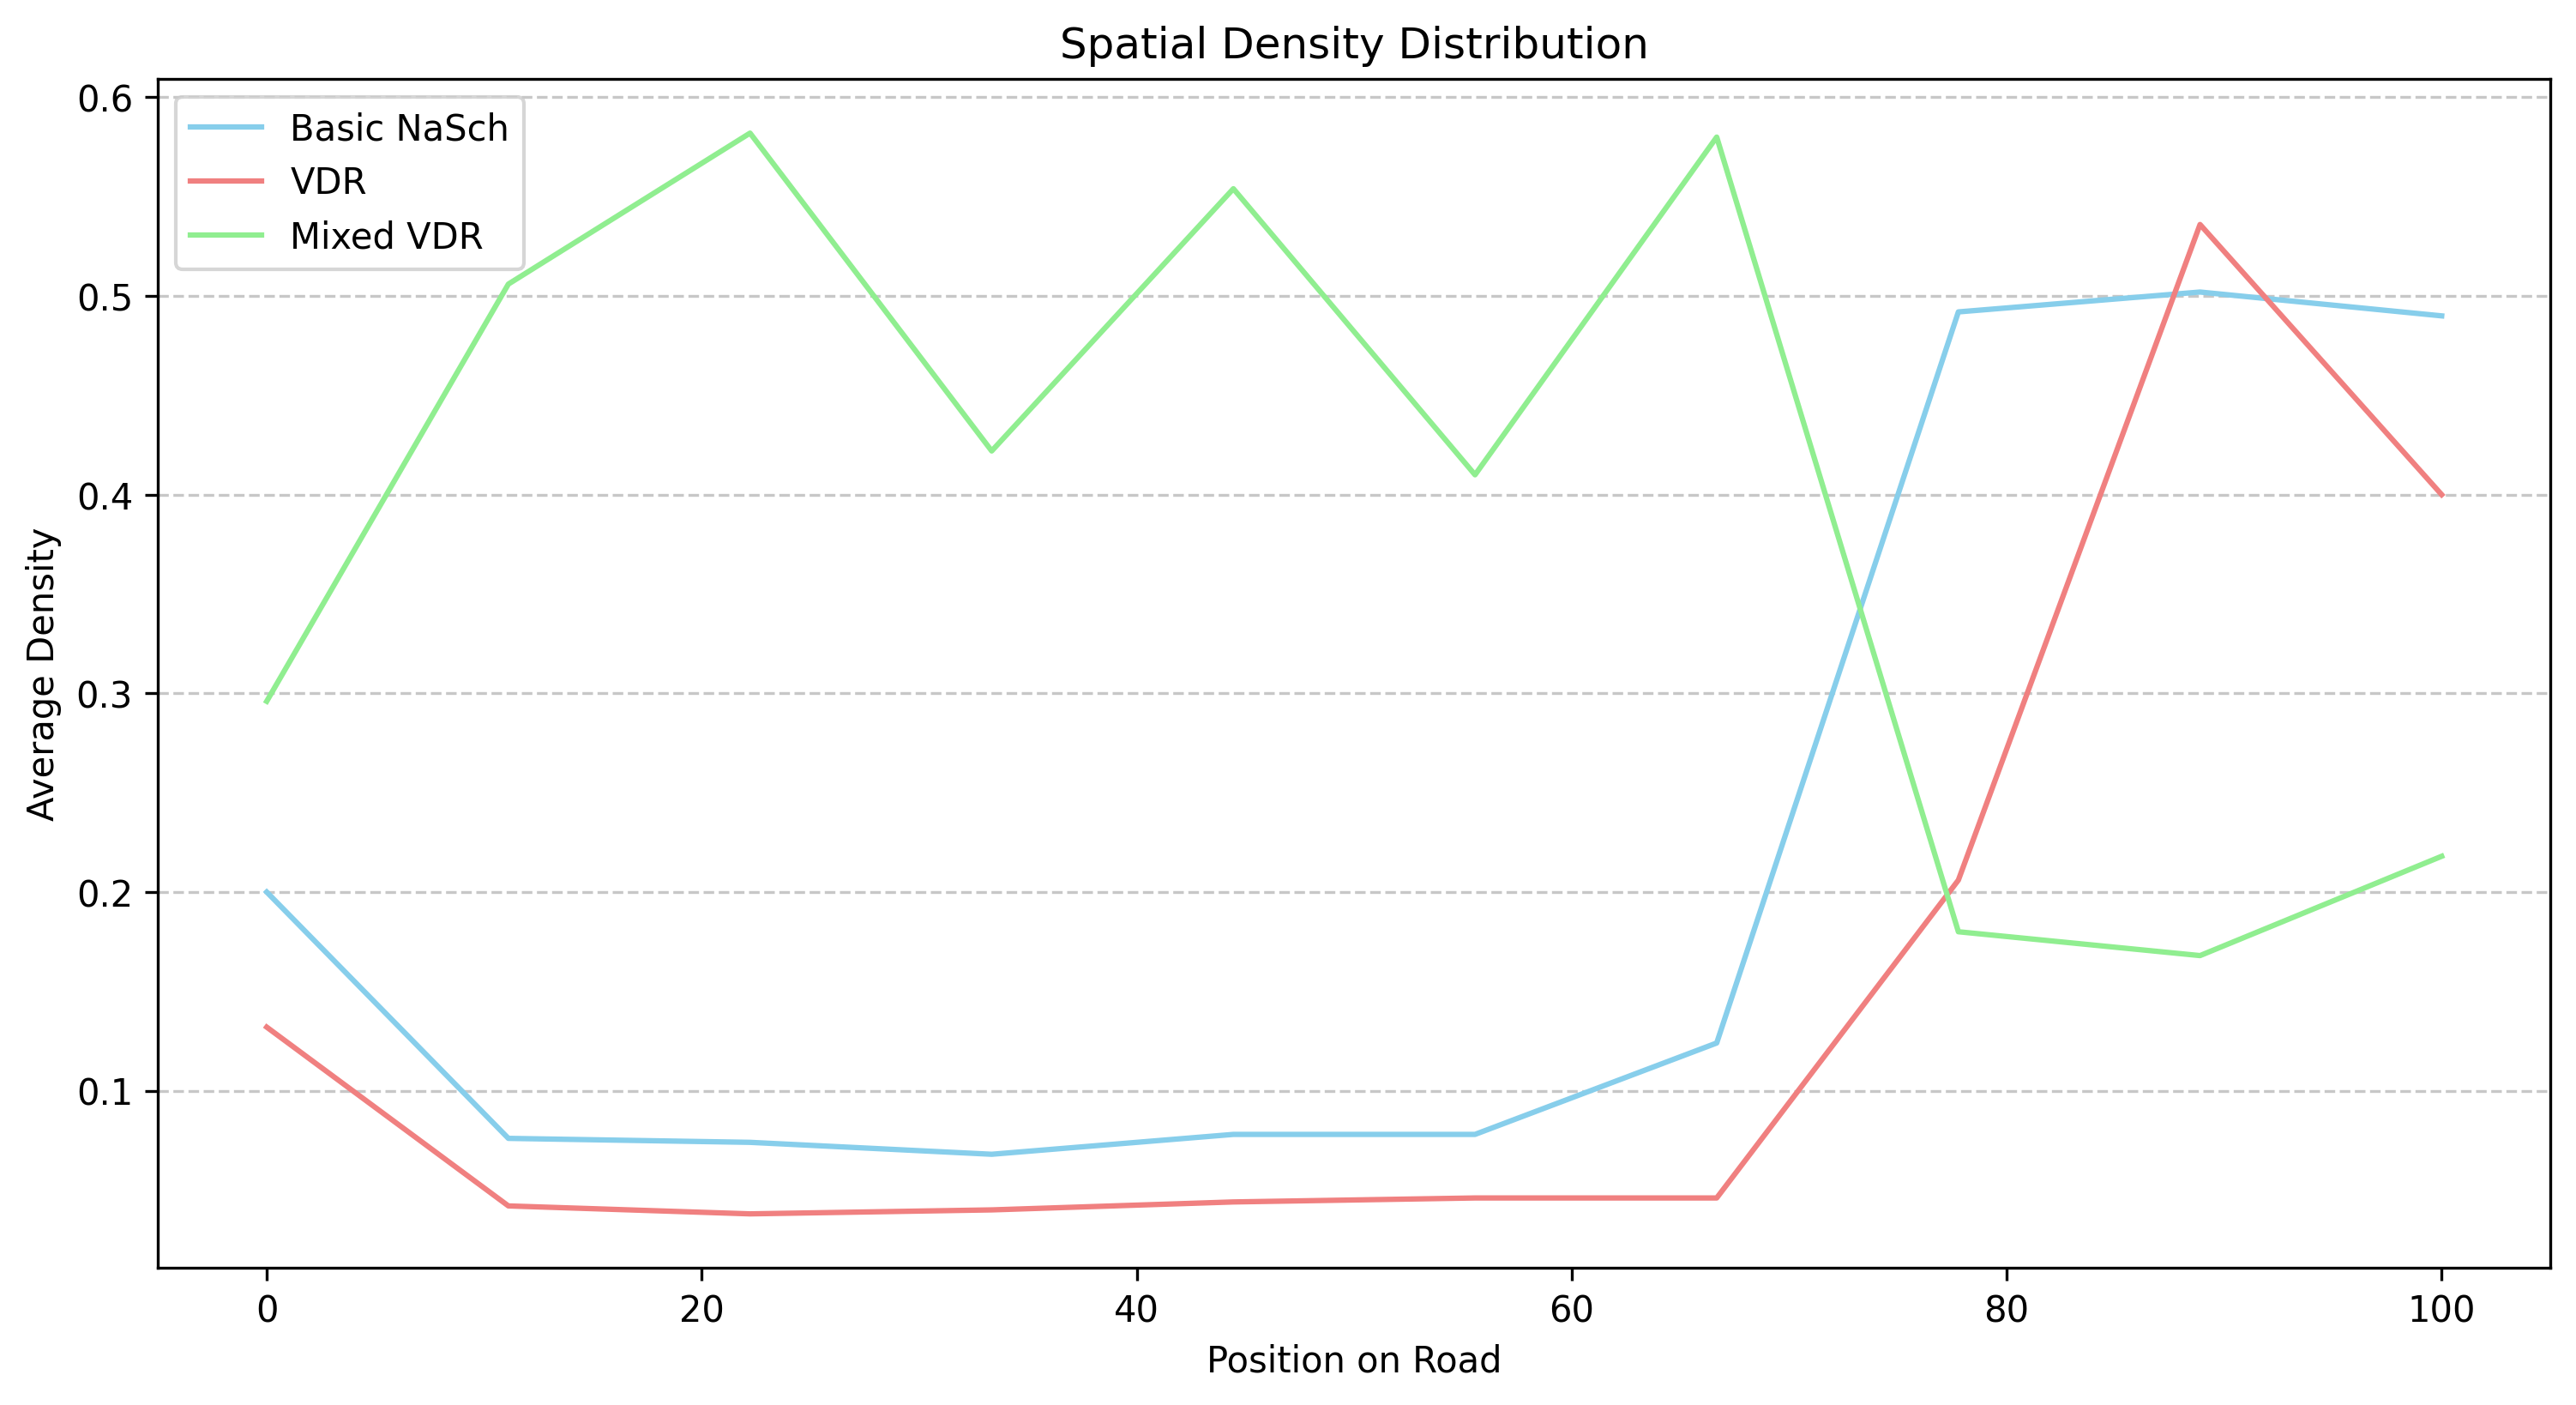 Spatial Density Distribution
Basic NaSch
VDR
Mixed VDR
0.6
0.5
0.4
0.3
0.2
0.1
Average Density
0 20 40 60 80 100
Position on Road